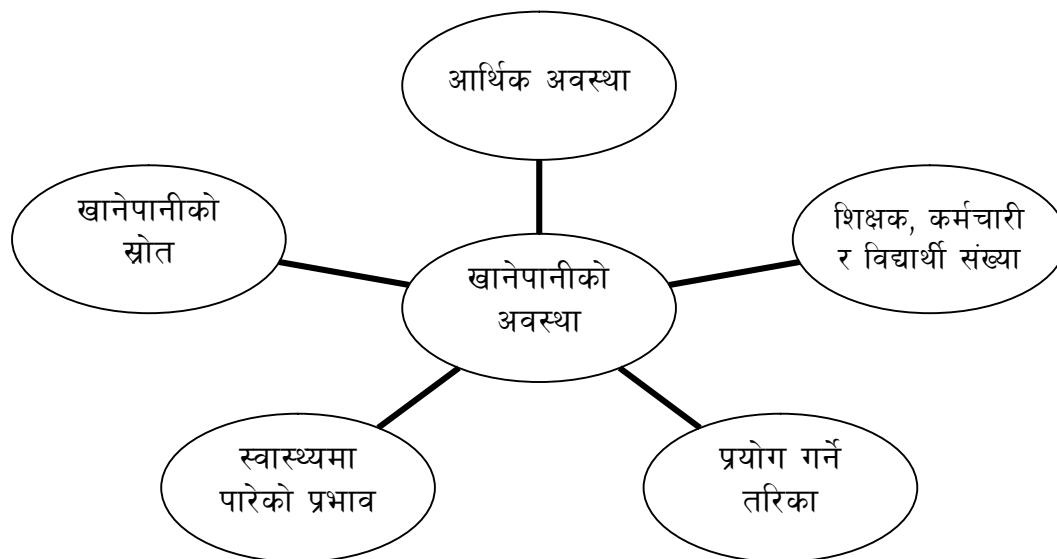 आर्थिक अवस्था
खानेपानीको
स्रोत
शिक्षक, कर्मचारी
र विद्यार्थी संख्या
खानेपानीको
अवस्था
स्वास्थ्यमा
पारेको प्रभाव
प्रयोग गर्ने
तरिका